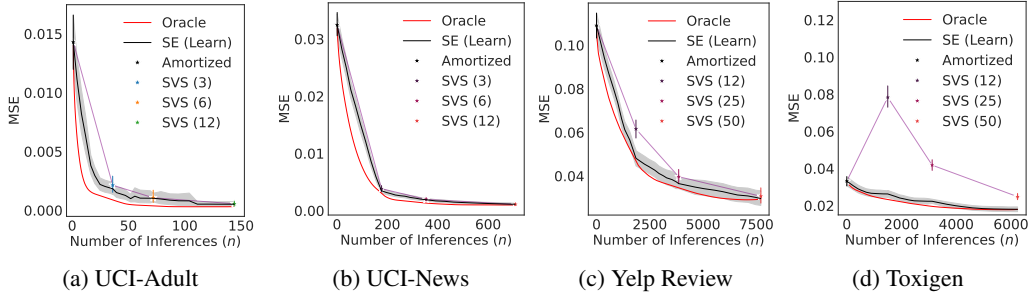 Oracle
SE (Learn)
Amortized
SVS (3)
SVS (6)
SVS (12)
0.015
0.010
0.005
0.000
MSE
0
50
100
150
Number of Inferences (n)
(a) UCI-Adult
Oracle
SE (Learn)
Amortized
SVS (3)
SVS (6)
SVS (12)
0.03
0.02
0.01
0.00
MSE
0
200
400
600
Number of Inferences (n)
(b) UCI-News
Oracle
SE (Learn)
Amortized
SVS (12)
SVS (25)
SVS (50)
0.10
0.08
0.06
0.04
MSE
0
2500
5000
7500
Number of Inferences (n)
(c) Yelp Review
Oracle
SE (Learn)
Amortized
SVS (12)
SVS (25)
SVS (50)
0.12
0.10
0.08
0.06
0.04
0.02
MSE
0
2000
4000
6000
Number of Inferences (n)
(d) Toxigen